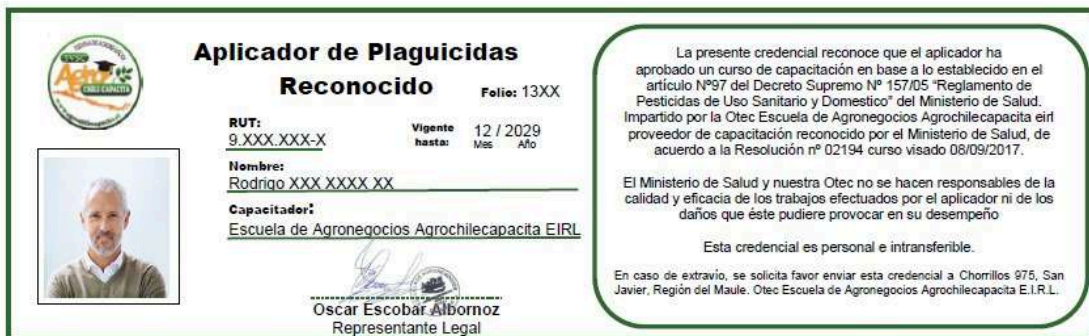 AGRO
CHILE CAPACITA
Aplicador de Plaguicidas
Reconocido
Folio: 13XX
RUT:
9.XXX.XXX-X
Vigente
hasta:
12 / 2029
Mes Año
Nombre:
Rodrigo XXX XXXX XX
Capacitador:
Escuela de Agronegocios Agrochilecapacita EIRL
Oscar Escobar Albornoz
Representante Legal
La presente credencial reconoce que el aplicador ha
aprobado un curso de capacitación en base a lo establecido en el
artículo Nº97 del Decreto Supremo Nº 157/05 “Reglamento de
Pesticidas de Uso Sanitario y Domestico” del Ministerio de Salud.
Impartido por la Otec Escuela de Agronegocios Agrochilecapacita eirl
proveedor de capacitación reconocido por el Ministerio de Salud, de
acuerdo a la Resolución nº 02194 curso visado 08/09/2017.
El Ministerio de Salud y nuestra Otec no se hacen responsables de la
calidad y eficacia de los trabajos efectuados por el aplicador ni de los
daños que éste pudiere provocar en su desempeño
Esta credencial es personal e intransferible.
En caso de extravío, se solicita favor enviar esta credencial a Chorrillos 975, San
Javier, Región del Maule. Otec Escuela de Agronegocios Agrochilecapacita E.I.R.L.